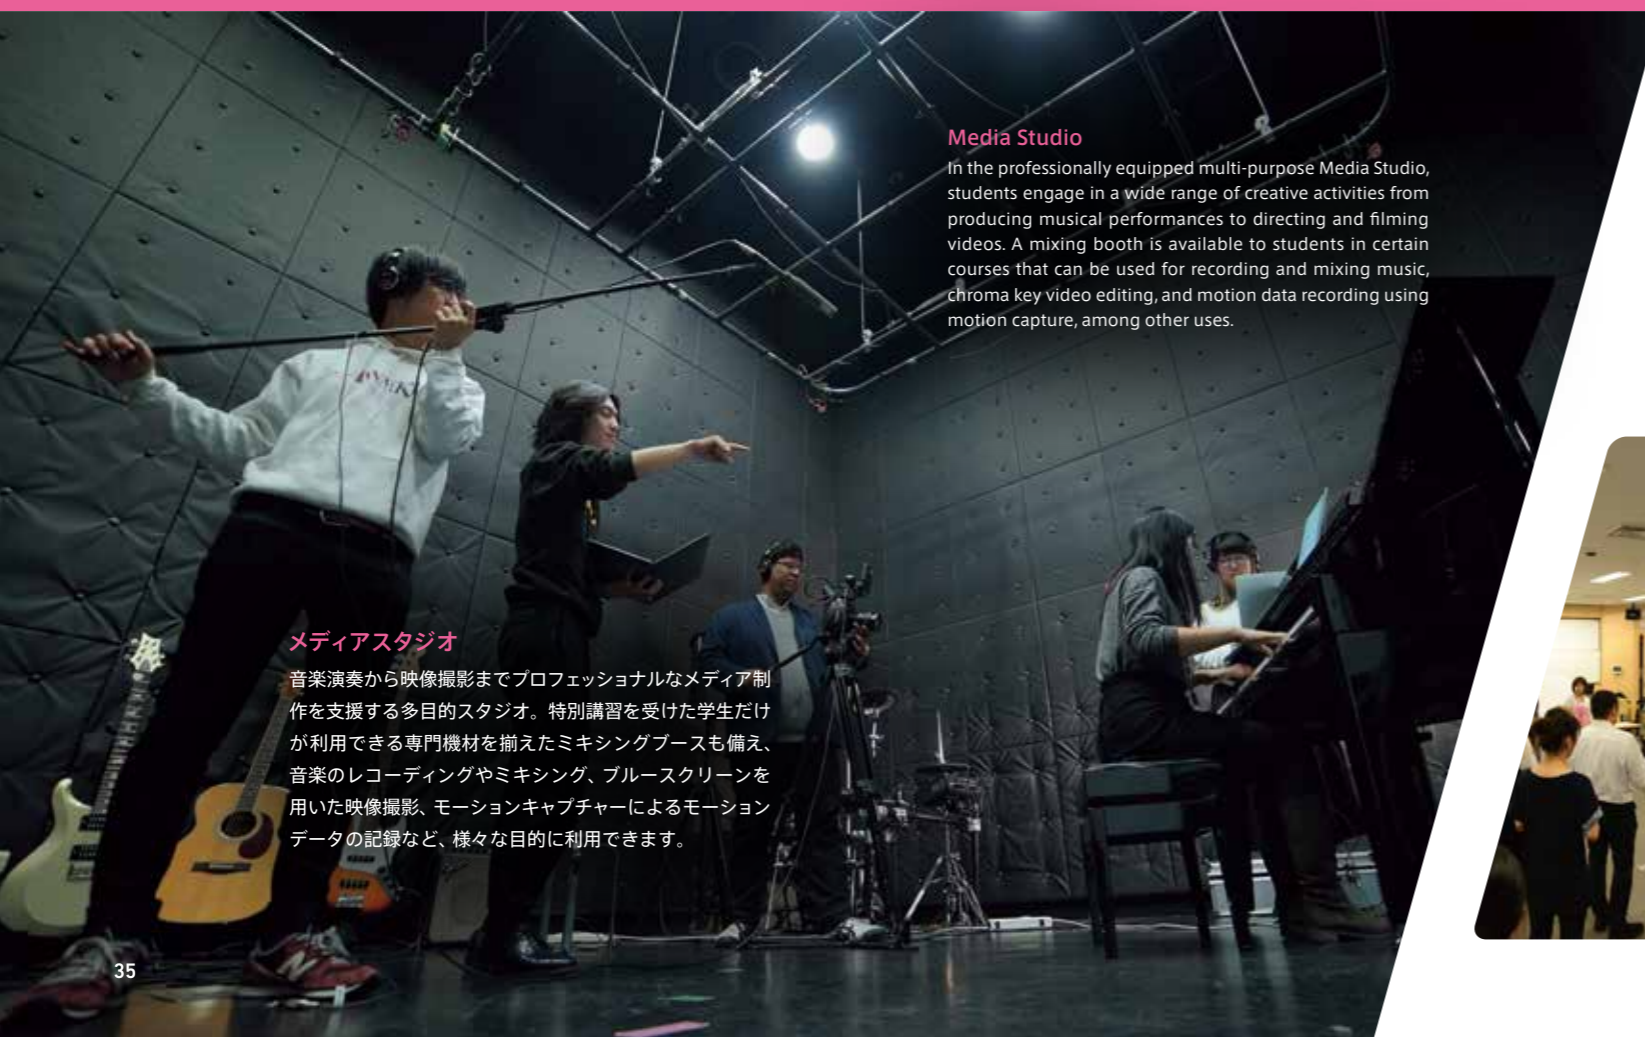 Media Studio
In the professionally equipped multi-purpose Media Studio,
students engage in a wide range of creative activities from
producing musical performances to directing and filming
videos. A mixing booth is available to students in certain
courses that can be used for recording and mixing music,
chroma key video editing, and motion data recording using
motion capture, among other uses.
メディアスタジオ
音楽演奏から映像撮影までプロフェッショナルなメディア制
作を支援する多目的スタジオ。特別講習を受けた学生だけ
が利用できる専門機材を揃えたミキシングブースも備え、
音楽のレコーディングやミキシング、ブルースクリーンを
用いた映像撮影、モーションキャプチャーによるモーション
データの記録など、様々な目的に利用できます。
35